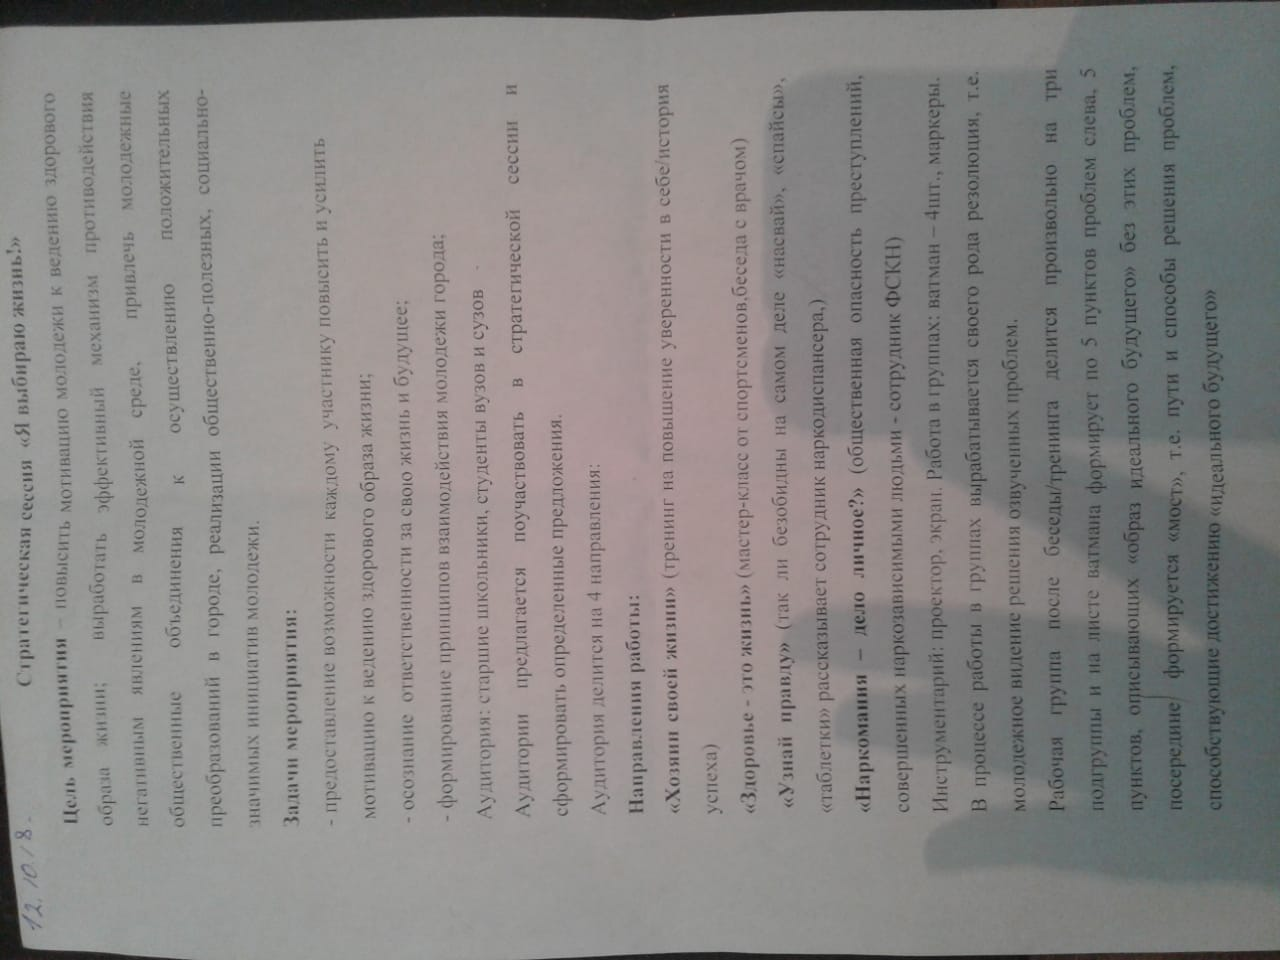 12.10.18.
Стратегическая сессия «Я выбираю жизнь!»
Цель мероприятия – повысить мотивацию молодежи к ведению здорового
образа жизни; выработать эффективный механизм противодействия
негативным явлениям в молодежной среде, привлечь молодежные
общественные объединения к осуществлению положительных
преобразований в городе, реализации общественно-полезных, социально-
значимых инициатив молодежи.
Задачи мероприятия:
- предоставление возможности каждому участнику повысить и усилить
мотивацию к ведению здорового образа жизни;
- осознание ответственности за свою жизнь и будущее;
- формирование принципов взаимодействия молодежи города;
Аудитория: старшие школьники, студенты вузов и сузов
Аудитории предлагается поучаствовать в стратегической сессии и
сформировать определенные предложения.
Аудитория делится на 4 направления:
Направления работы:
«Хозяин своей жизни» (тренинг на повышение уверенности в себе/история
успеха)
«Здоровье - это жизнь» (мастер-класс от спортсменов,беседа с врачом)
«Узнай правду» (так ли безобидны на самом деле «насвай», «спайсы»,
«таблетки» рассказывает сотрудник наркодиспансера,)
«Наркомания – дело личное?» (общественная опасность преступлений,
совершенных наркозависимыми людьми - сотрудник ФСКН)
Инструментарий: проектор, экран. Работа в группах: ватман – 4шт., маркеры.
В процессе работы в группах вырабатывается своего рода резолюция, т.е.
молодежное видение решения озвученных проблем.
Рабочая группа после беседы/тренинга делится произвольно на три
подгруппы и на листе ватмана формирует по 5 пунктов проблем слева, 5
пунктов, описывающих «образ идеального будущего» без этих проблем,
посередине формируется «мост», т.е. пути и способы решения проблем,
способствующие достижению «идеального будущего»